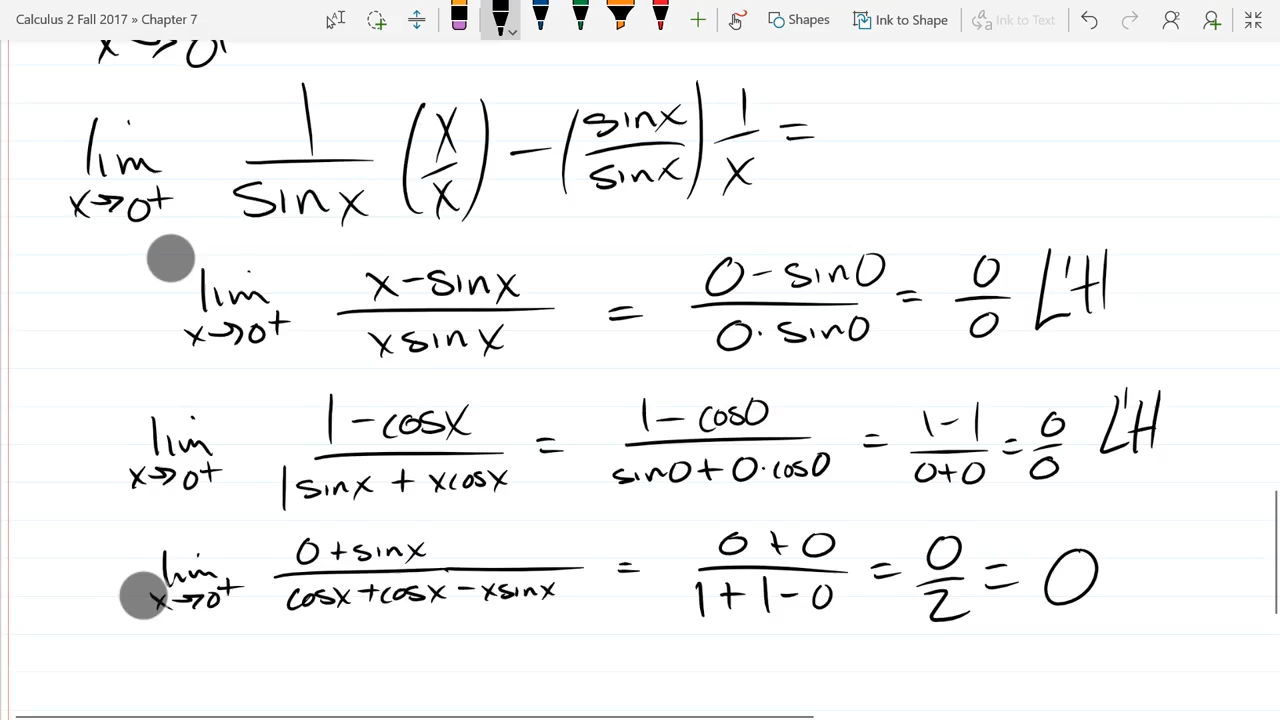 Calculus 2 Fall 2017 » Chapter 7
Shapes
Ink to Shape
Ink to Text
x→0⁺
lim x→0⁺ 1/sinx (x/x) − (sinx/sinx) 1/x =
lim x→0⁺ (x−sinx)/(xsinx) = (0−sin0)/(0·sin0) = 0/0 L'H
lim x→0⁺ (1−cosx)/(1sinx + xcosx) = (1−cos0)/(sin0+0·cos0) = (1−1)/(0+0) = 0/0 L'H
lim x→0⁺ (0+sinx)/(cosx+cosx−xsinx) = (0+0)/(1+1−0) = 0/2 = 0